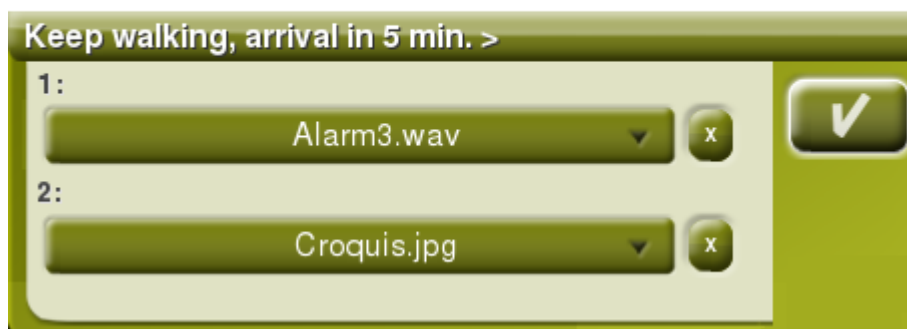 Keep walking, arrival in 5 min. >
1:
Alarm3.wav
x
2:
Croquis.jpg
x